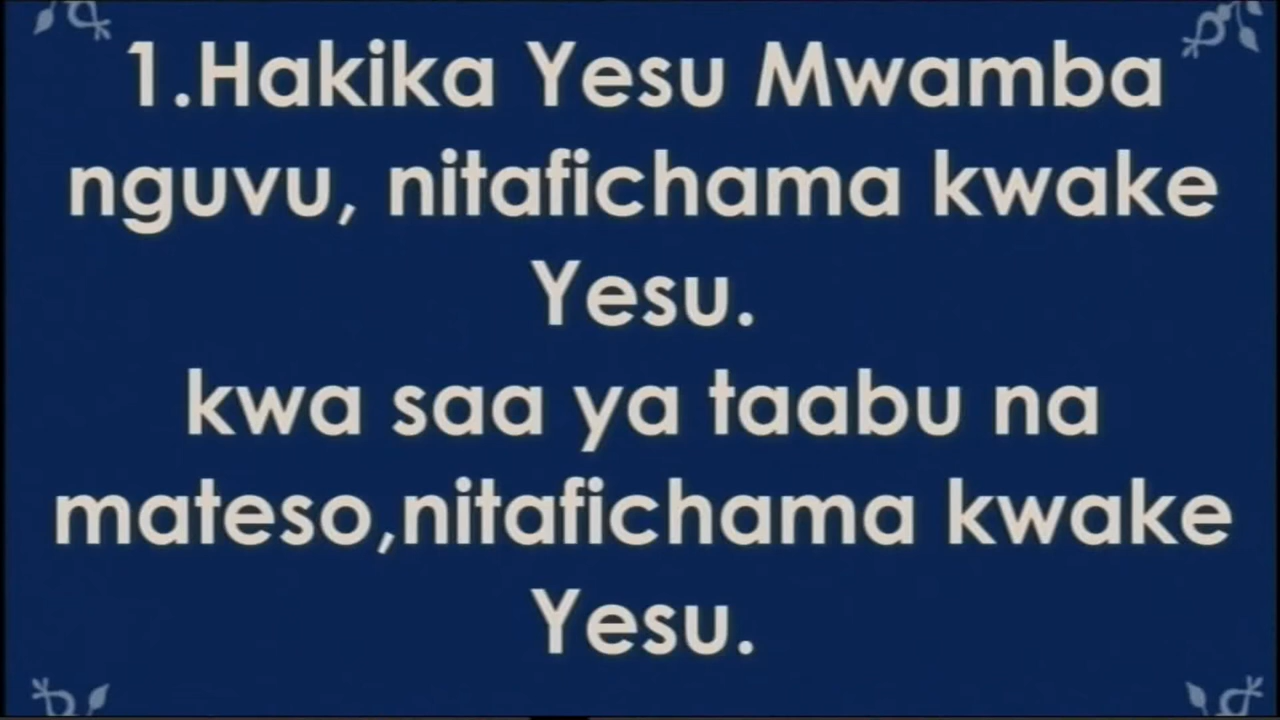 1.Hakika Yesu Mwamba
nguvu, nitafichama kwake
Yesu.
kwa saa ya taabu na
mateso,nitafichama kwake
Yesu.